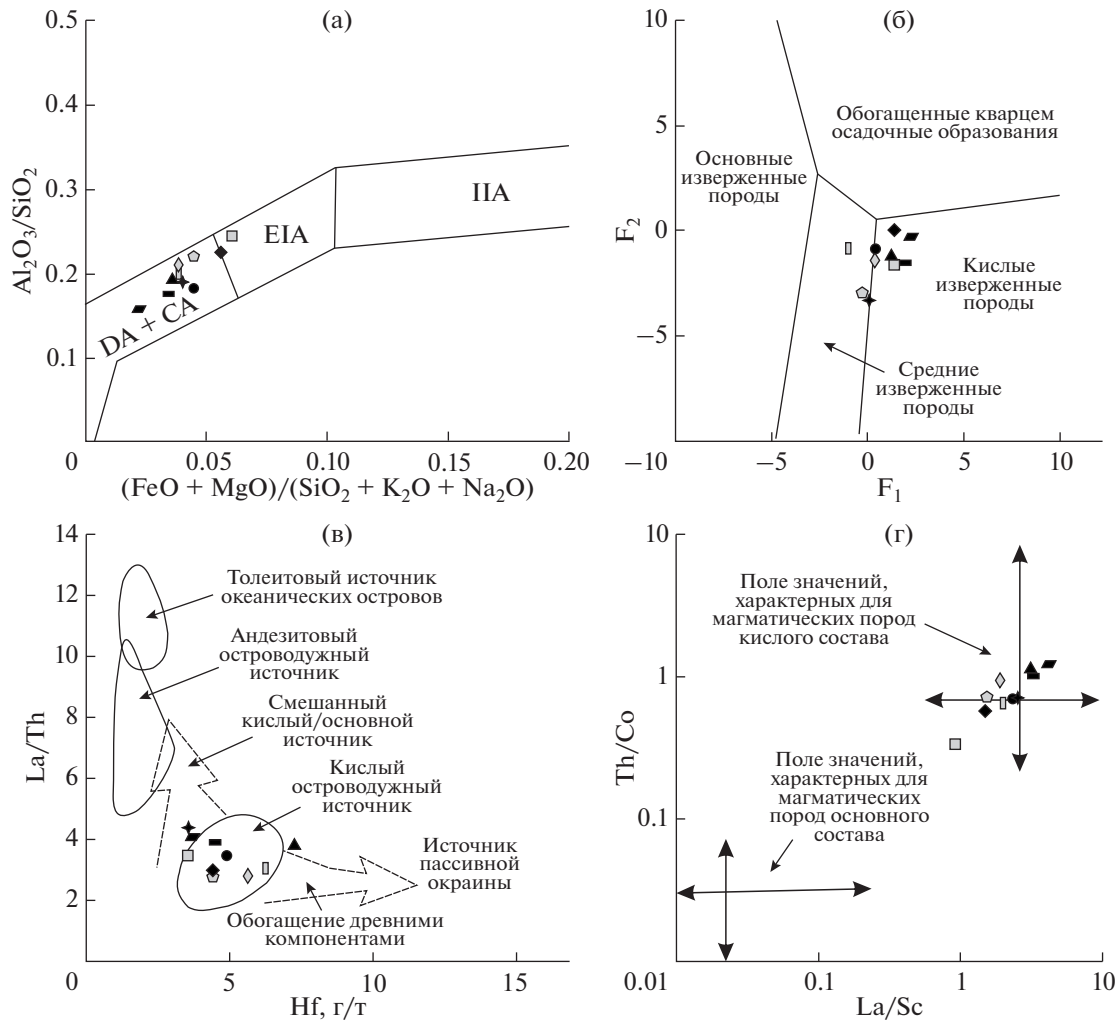 (а)
0.5
0.4
0.3
0.2
0.1
0
0.05
0.10
0.15
0.20
Al₂O₃/SiO₂
IIA
EIA
DA + CA
(FeO + MgO)/(SiO₂ + K₂O + Na₂O)
(б)
10
5
0
−5
−10
−5
0
5
10
F₂
Обогащенные кварцем
осадочные образования
Основные
изверженные
породы
Кислые
изверженные
породы
Средние
изверженные
породы
F₁
(в)
14
12
10
8
6
4
2
0
5
10
15
La/Th
Толеитовый источник
океанических островов
Андезитовый
островодужный
источник
Смешанный
кислый/основной
источник
Кислый
островодужный
источник
Источник
пассивной
окраины
Обогащение древними
компонентами
Hf, г/т
(г)
10
1
0.1
0.01
0.1
1
10
Th/Co
Поле значений,
характерных для
магматических пород
кислого состава
Поле значений,
характерных для
магматических
пород основного
состава
La/Sc